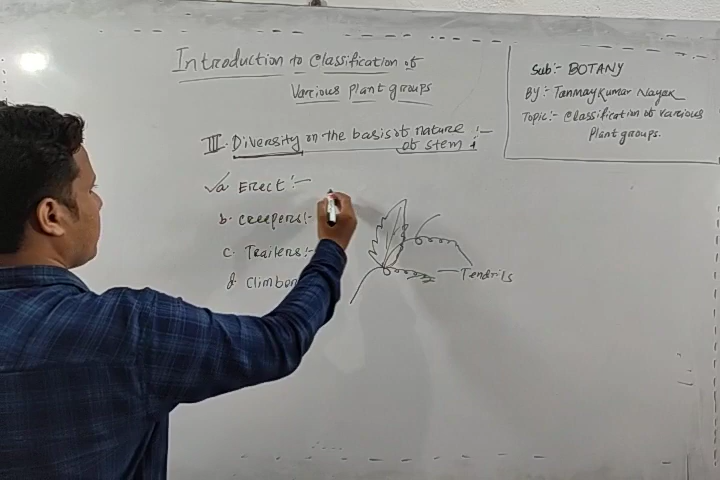 Introduction to Classification of
Various Plant groups
III. Diversity on the basis of nature
of stem :-
a. Erect :-
b. creepers :-
c. Trailers :-
d. Climbers
Tendrils
Sub:- BOTANY
By :- Tanmay Kumar Nayak
Topic :- Classification of various
Plant groups.